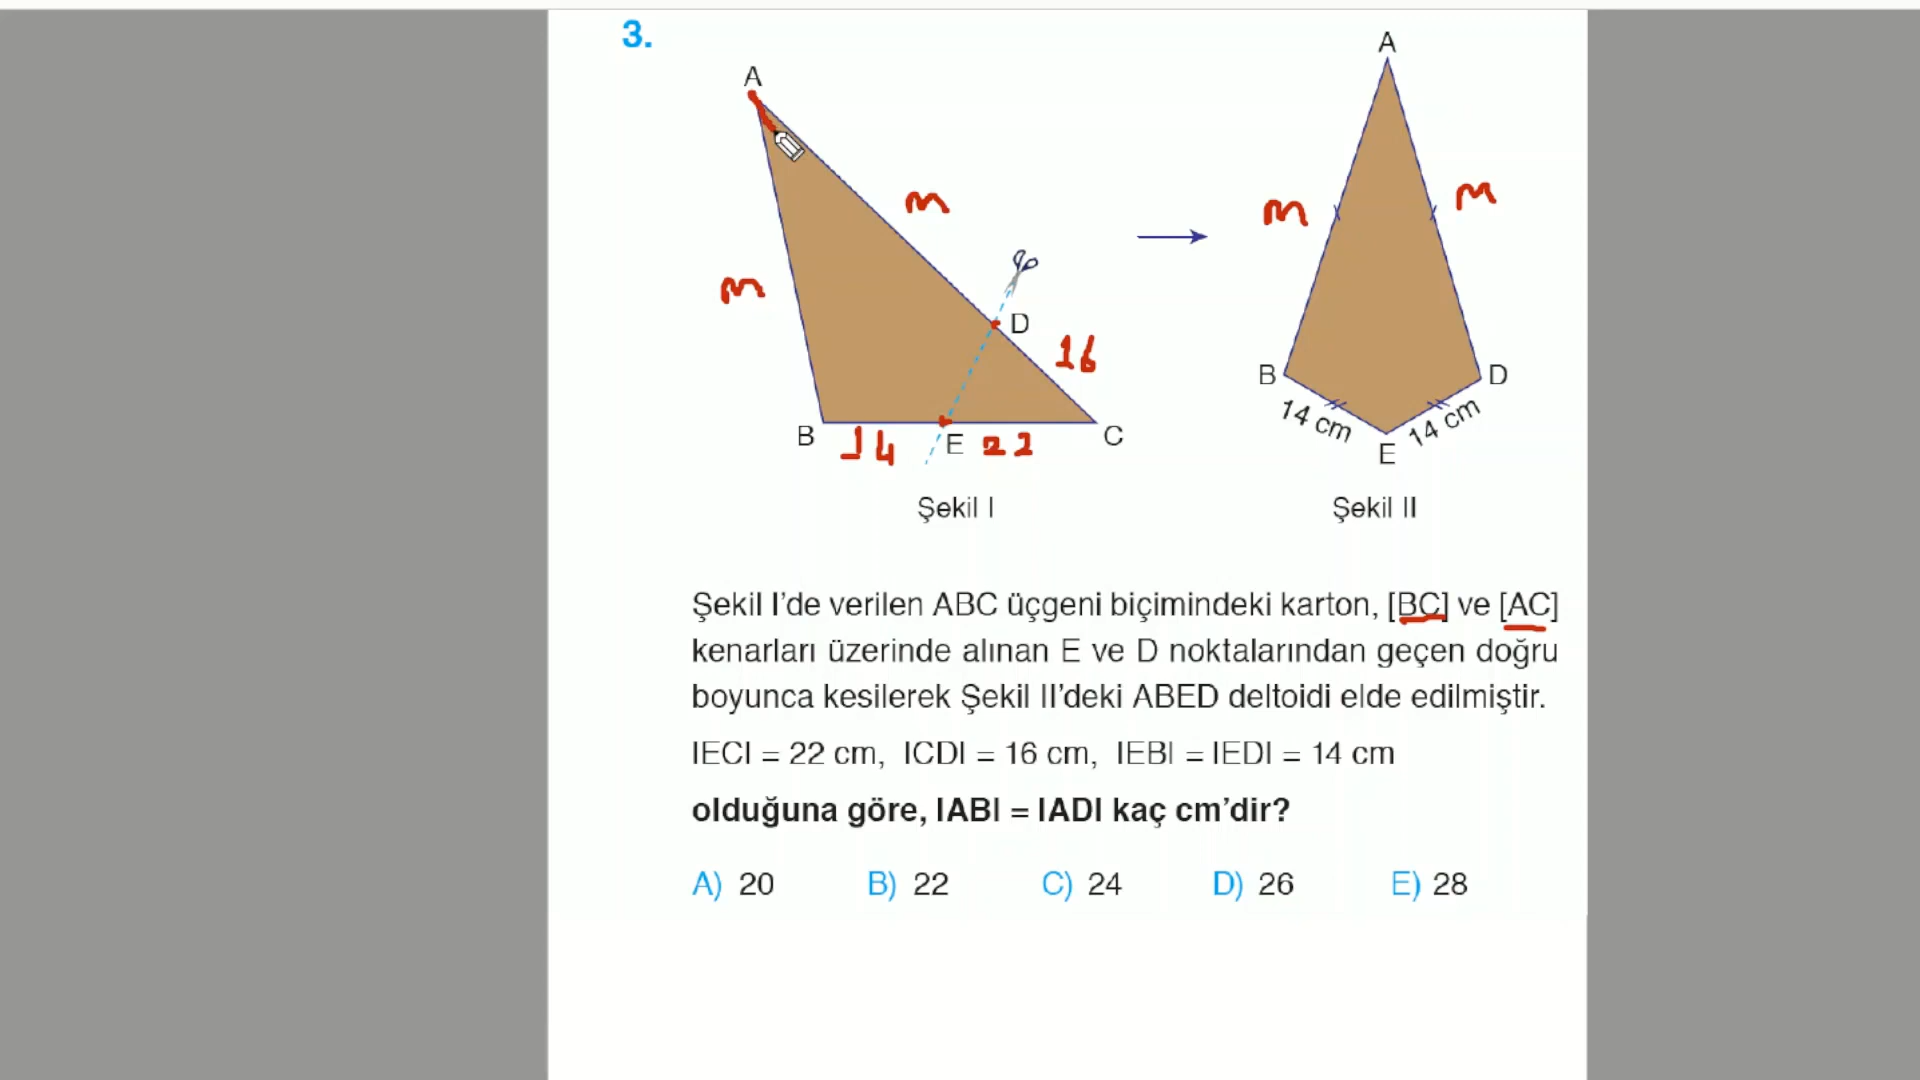 3.
A
m
m
D
16
B
14
E
22
C
Şekil I
A
m
m
B
D
14 cm
14 cm
E
Şekil II
Şekil I’de verilen ABC üçgeni biçimindeki karton, [BC] ve [AC]
kenarları üzerinde alınan E ve D noktalarından geçen doğru
boyunca kesilerek Şekil II’deki ABED deltoidi elde edilmiştir.
IECI = 22 cm, ICDI = 16 cm, IEBI = IEDI = 14 cm
olduğuna göre, IABI = IADI kaç cm’dir?
A) 20 B) 22 C) 24 D) 26 E) 28